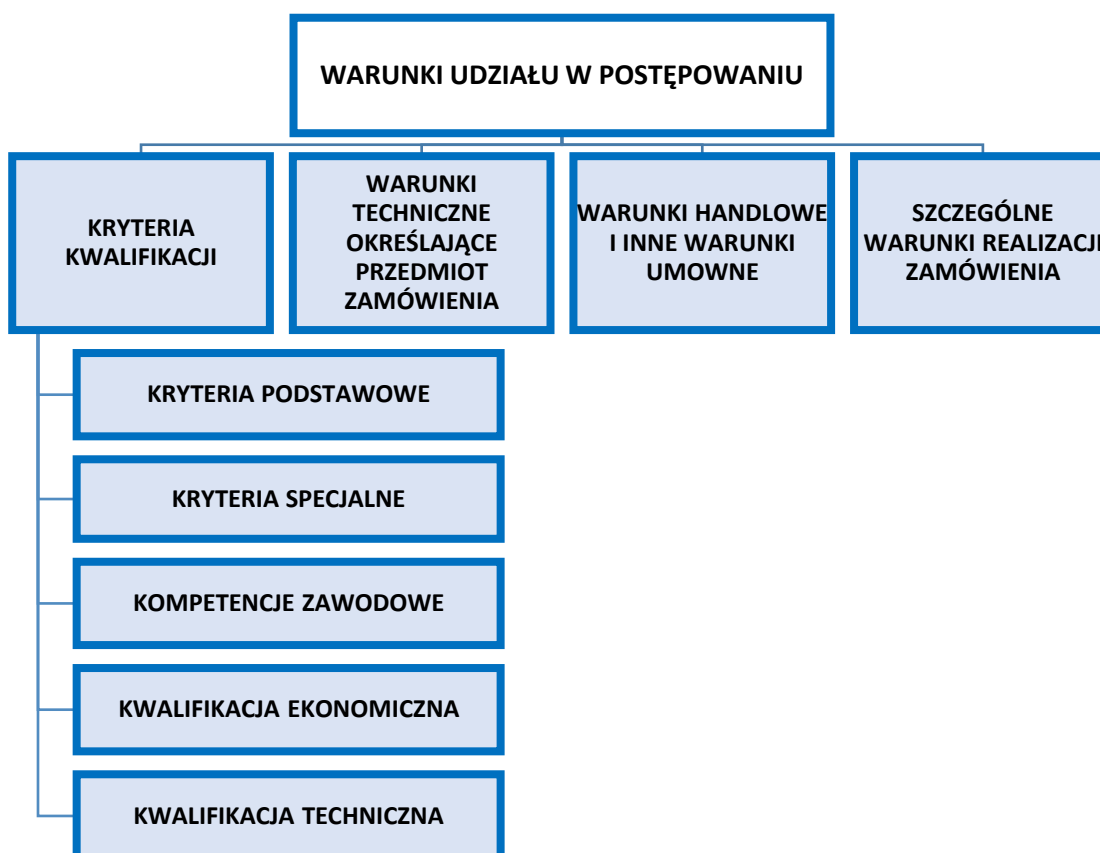 WARUNKI UDZIAŁU W POSTĘPOWANIU
KRYTERIA
KWALIFIKACJI
WARUNKI
TECHNICZNE
OKREŚLAJĄCE
PRZEDMIOT
ZAMÓWIENIA
WARUNKI HANDLOWE
I INNE WARUNKI
UMOWNE
SZCZEGÓLNE
WARUNKI REALIZACJI
ZAMÓWIENIA
KRYTERIA PODSTAWOWE
KRYTERIA SPECJALNE
KOMPETENCJE ZAWODOWE
KWALIFIKACJA EKONOMICZNA
KWALIFIKACJA TECHNICZNA